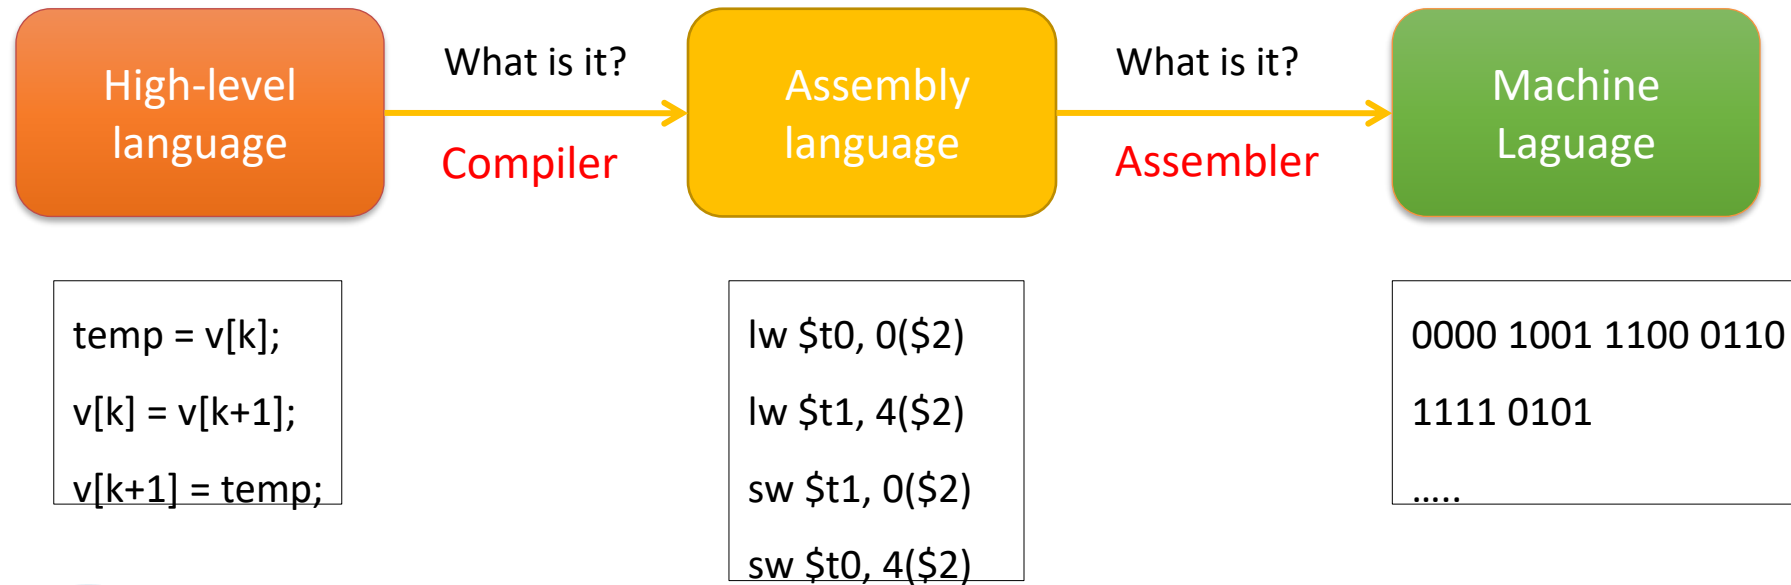 High-level
language
What is it?
Compiler
Assembly
language
What is it?
Assembler
Machine
Laguage
temp = v[k];
v[k] = v[k+1];
v[k+1] = temp;
lw $t0, 0($2)
lw $t1, 4($2)
sw $t1, 0($2)
sw $t0, 4($2)
0000 1001 1100 0110
1111 0101
…..